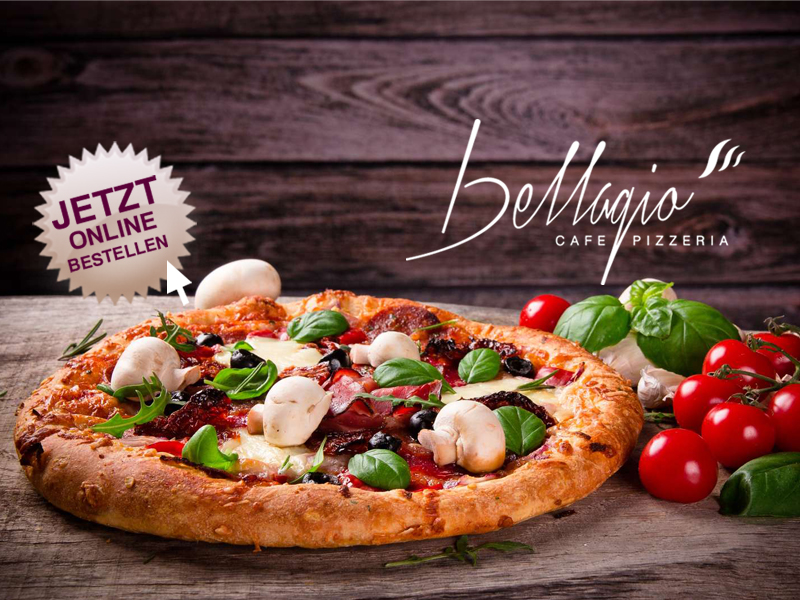 JETZT
ONLINE
BESTELLEN
bellagio
CAFE PIZZERIA